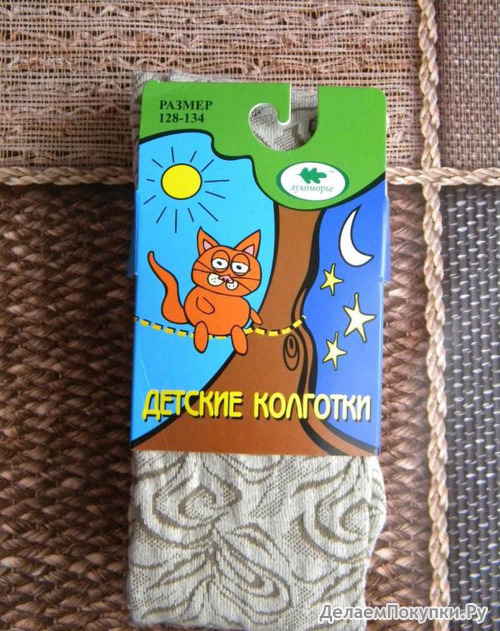 РАЗМЕР
128-134
лукоморье
ДЕТСКИЕ КОЛГОТКИ
ДелаемПокупки.Ру